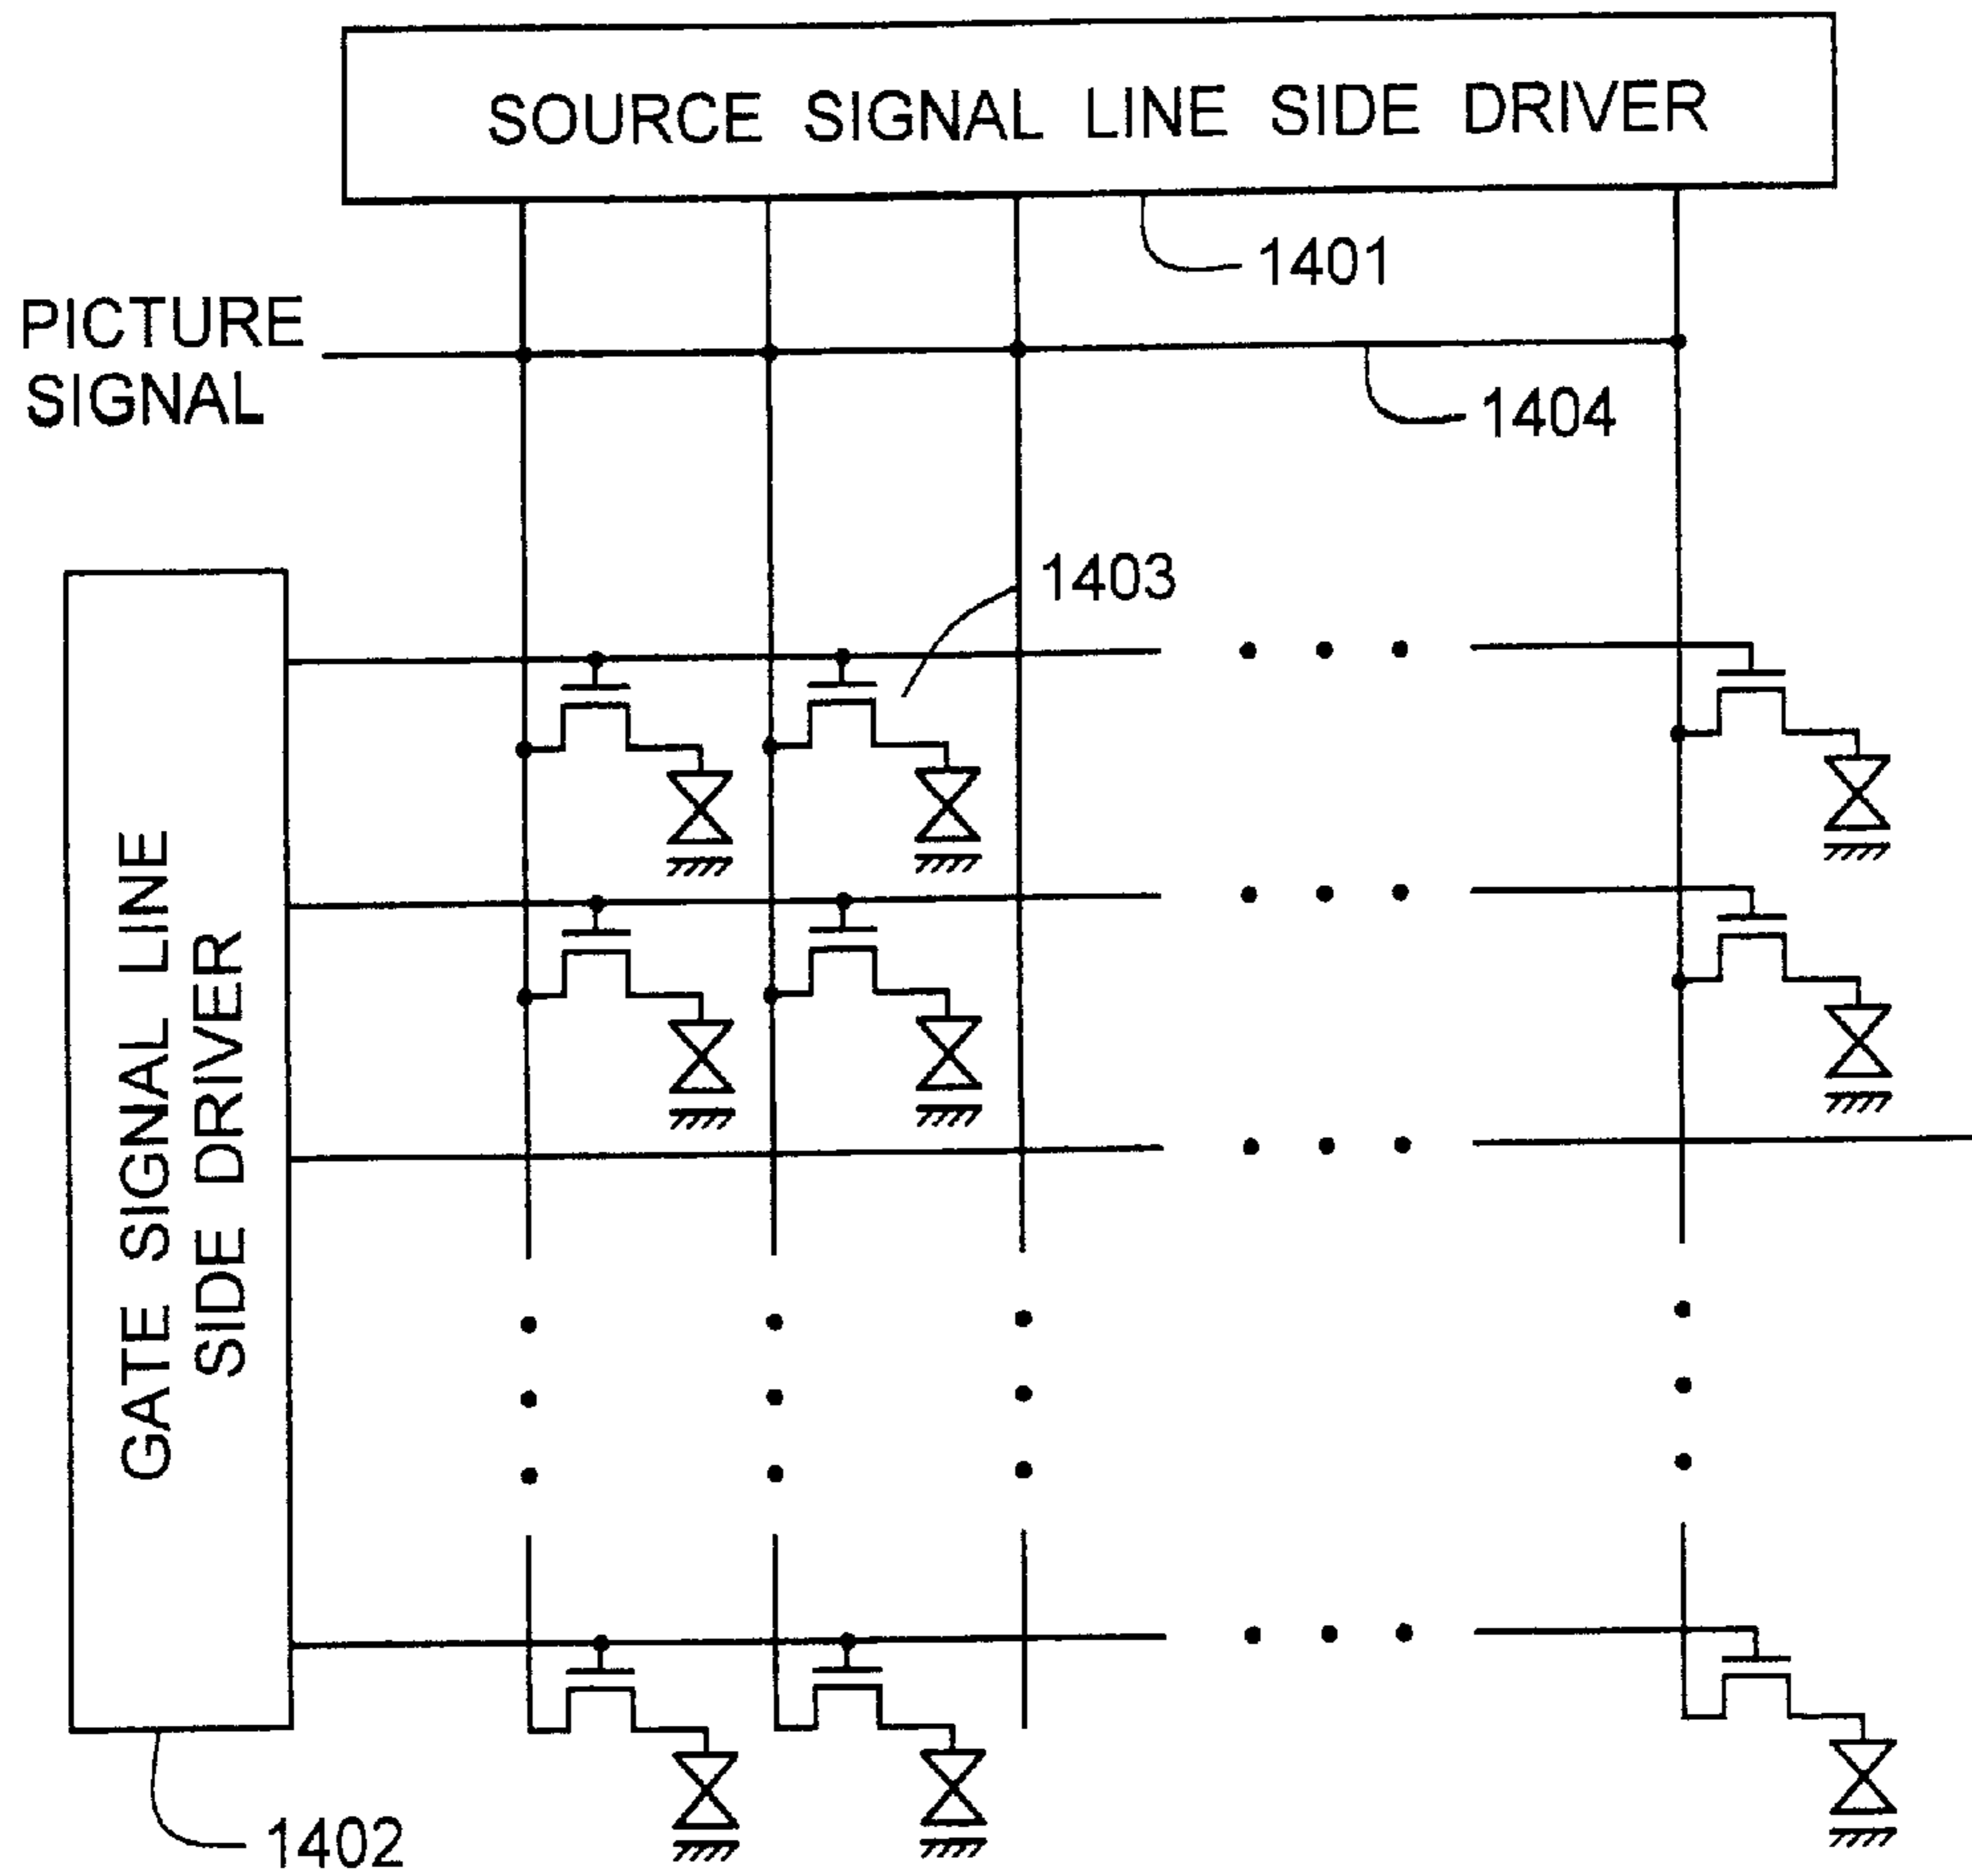 SOURCE SIGNAL LINE SIDE DRIVER
1401
PICTURE
SIGNAL
1404
1403
GATE SIGNAL LINE
SIDE DRIVER
1402